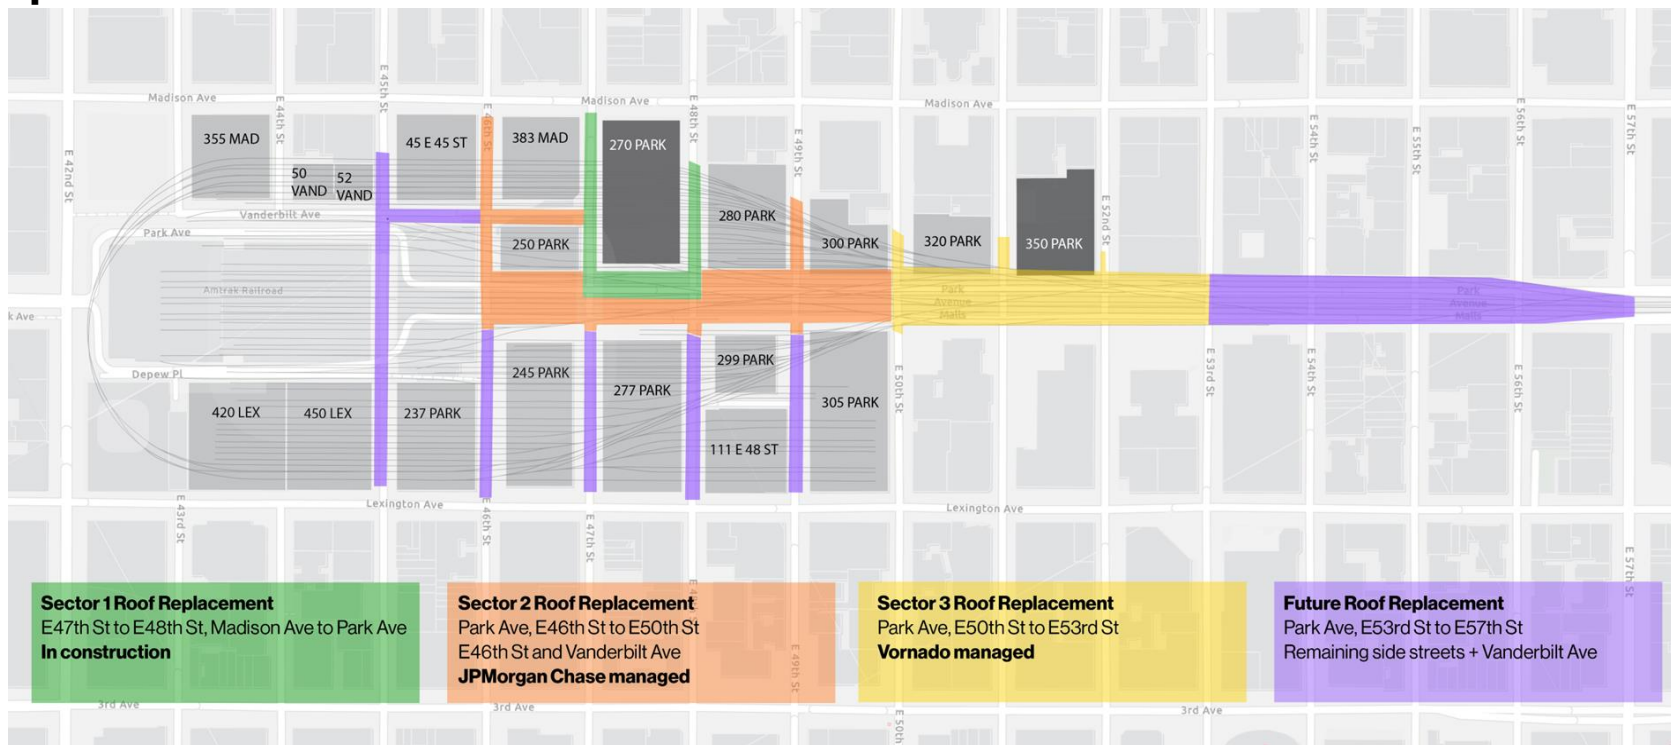 Madison Ave
Madison Ave
Madison Ave
E 42nd St
E 44th St
E 45th St
E 46th St
E 48th St
E 49th St
E 52nd St
E 54th St
E 55th St
E 56th St
E 57th St
355 MAD
45 E 45 ST
383 MAD
270 PARK
50
VAND
52
VAND
Vanderbilt Ave
Park Ave
250 PARK
280 PARK
300 PARK
320 PARK
350 PARK
Amtrak Railroad
Park
Avenue
Malls
Park
Avenue
Malls
k Ave
Depew Pl
245 PARK
277 PARK
299 PARK
305 PARK
420 LEX
450 LEX
237 PARK
111 E 48 ST
E 50th St
E 53rd St
E 54th St
E 56th St
Lexington Ave
Lexington Ave
E 43rd St
E 46th St
E 47th St
E 57th St
Sector 1 Roof Replacement
E47th St to E48th St, Madison Ave to Park Ave
In construction
Sector 2 Roof Replacement
Park Ave, E46th St to E50th St
E46th St and Vanderbilt Ave
JPMorgan Chase managed
Sector 3 Roof Replacement
Park Ave, E50th St to E53rd St
Vornado managed
Future Roof Replacement
Park Ave, E53rd St to E57th St
Remaining side streets + Vanderbilt Ave
E 49th St
3rd Ave
3rd Ave
3rd Ave
E 50th